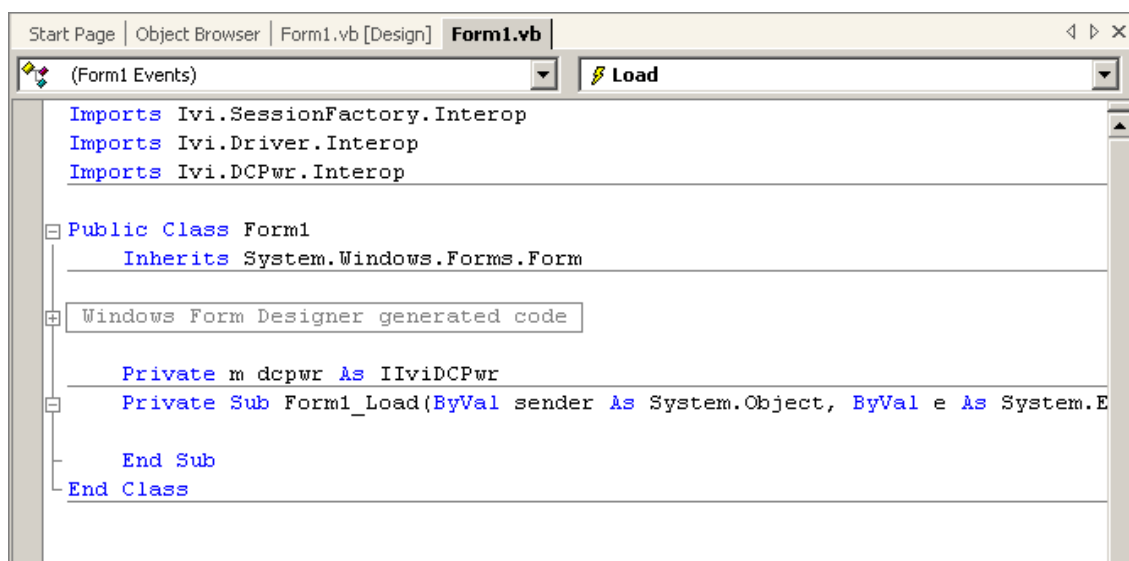 Start Page | Object Browser | Form1.vb [Design] Form1.vb
(Form1 Events) Load
Imports Ivi.SessionFactory.Interop
Imports Ivi.Driver.Interop
Imports Ivi.DCPwr.Interop
Public Class Form1
Inherits System.Windows.Forms.Form
Windows Form Designer generated code
Private m dcpwr As IIviDCPwr
Private Sub Form1_Load(ByVal sender As System.Object, ByVal e As System.E
End Sub
End Class